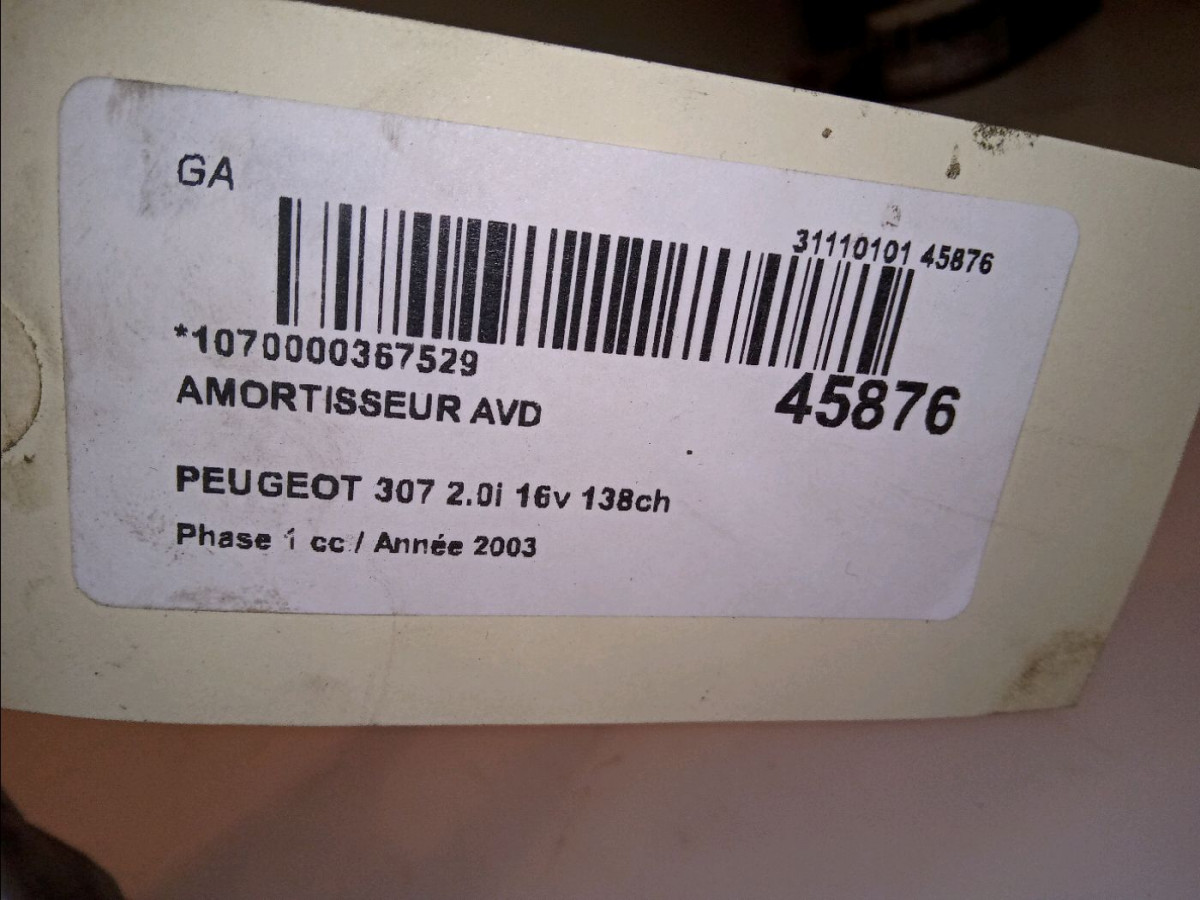 GA
31110101 45876
*1070000367529
45876
AMORTISSEUR AVD
PEUGEOT 307 2.0i 16v 138ch
Phase 1 cc / Année 2003